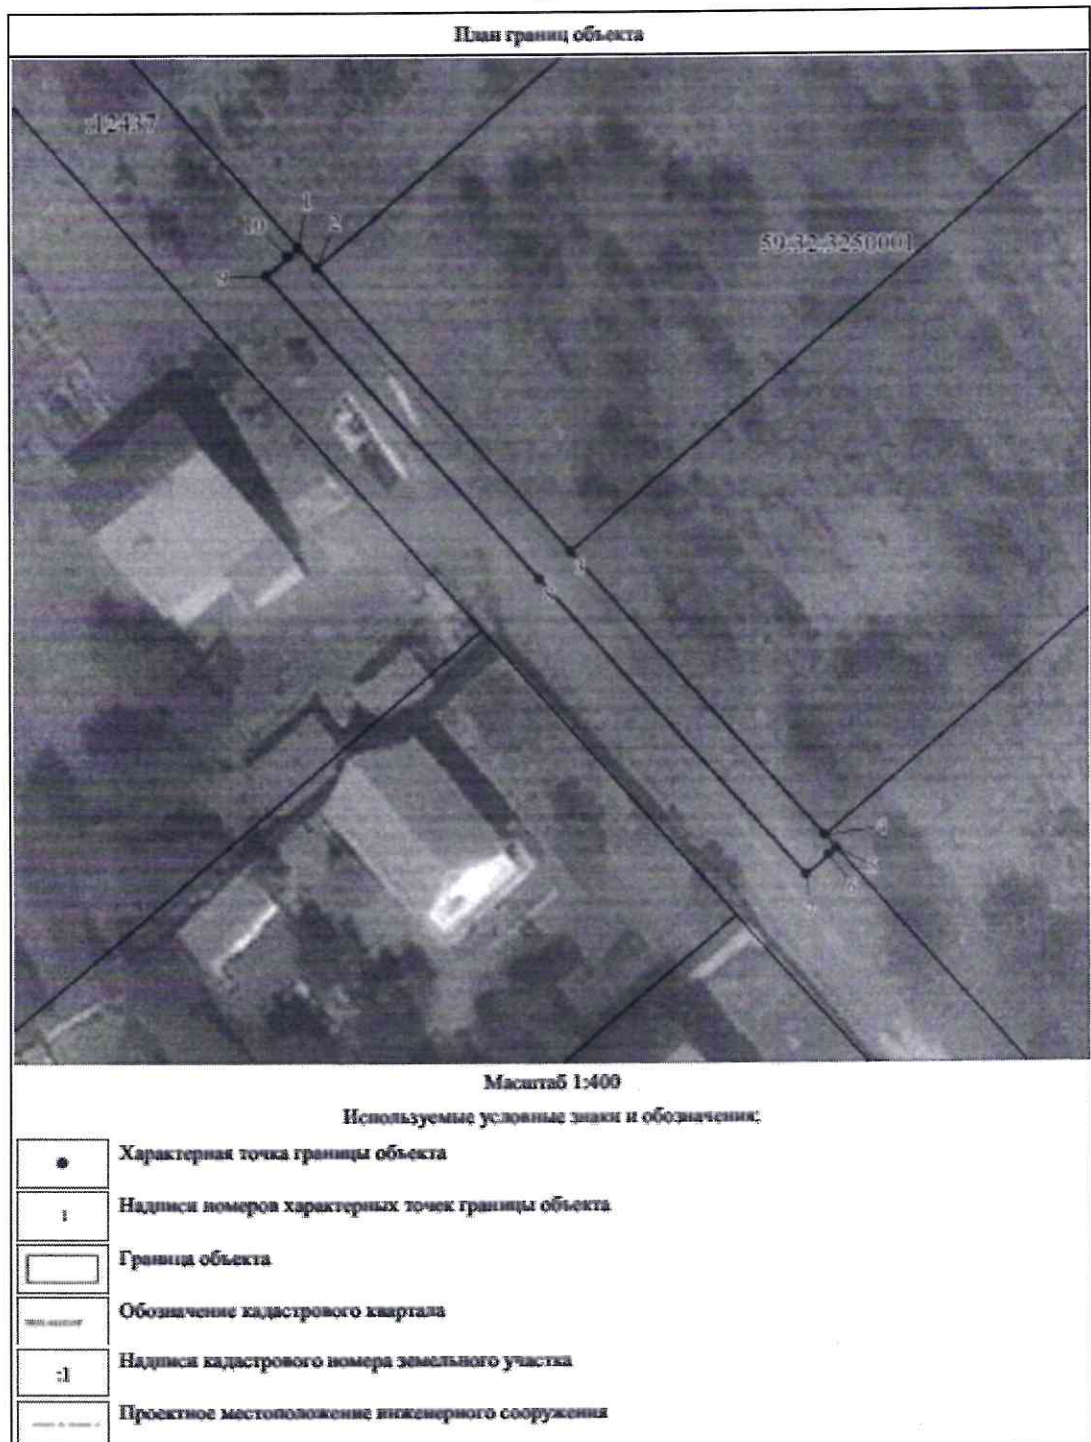 План границ объекта
:12437
1
10
2
9
59:32:3250001
3
4
5
6
7
Масштаб 1:400
Используемые условные знаки и обозначения:
Характерная точка границы объекта
1
Надписи номеров характерных точек границы объекта
Граница объекта
Обозначение кадастрового квартала
:1
Надписи кадастрового номера земельного участка
Проектное местоположение инженерного сооружения